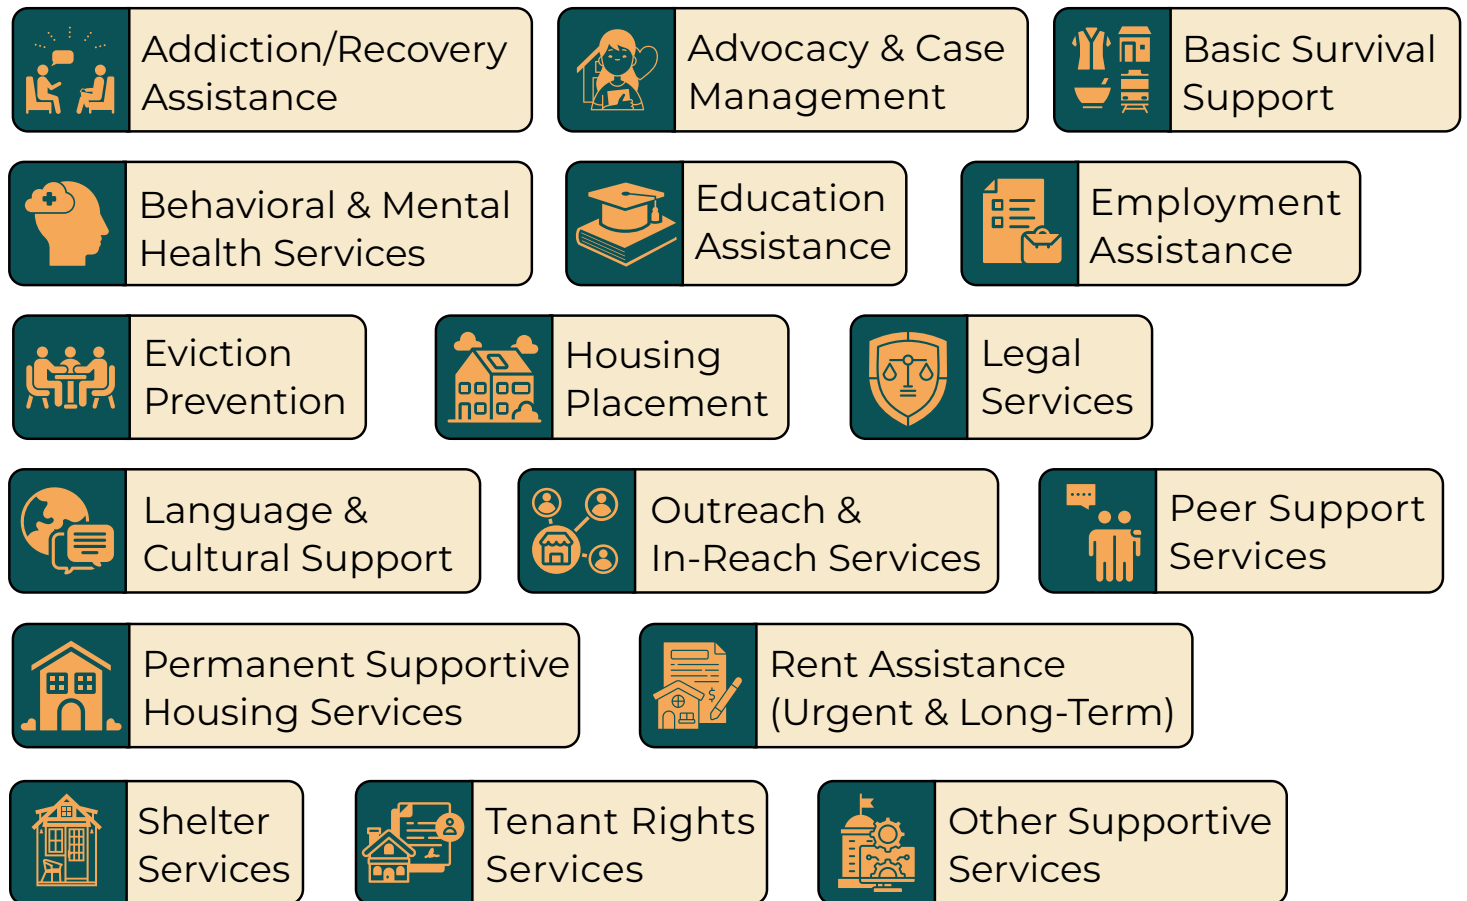 Addiction/Recovery
Assistance
Advocacy & Case
Management
Basic Survival
Support
Behavioral & Mental
Health Services
Education
Assistance
Employment
Assistance
Eviction
Prevention
Housing
Placement
Legal
Services
Language &
Cultural Support
Outreach &
In-Reach Services
Peer Support
Services
Permanent Supportive
Housing Services
Rent Assistance
(Urgent & Long-Term)
Shelter
Services
Tenant Rights
Services
Other Supportive
Services